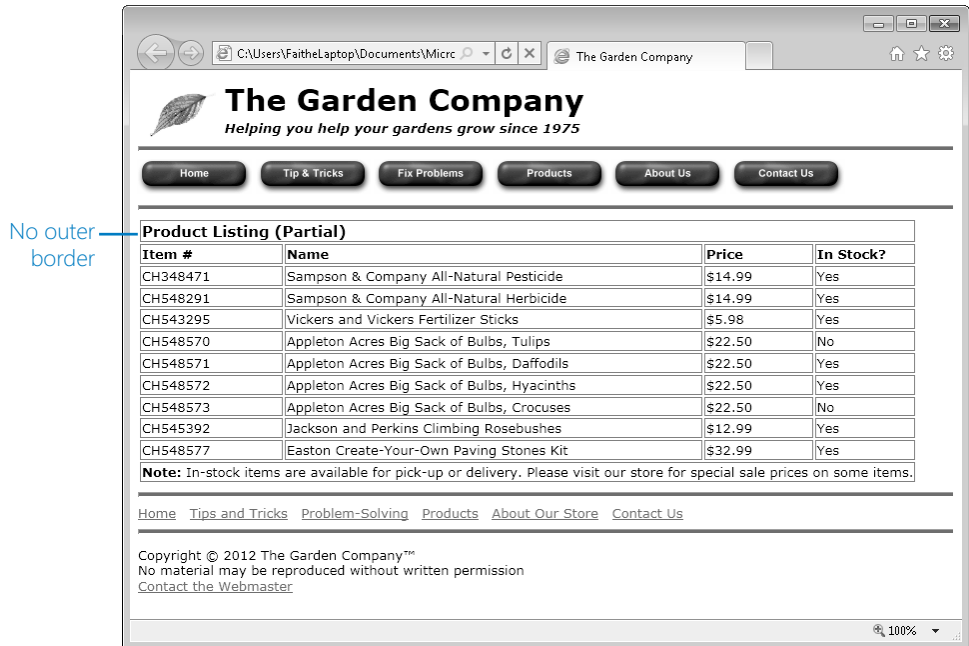 C:\Users\FaitheLaptop\Documents\Micrc
The Garden Company
The Garden Company
Helping you help your gardens grow since 1975
Home Tip & Tricks Fix Problems Products About Us Contact Us
No outer
border
Product Listing (Partial)
Item # Name Price In Stock?
CH348471 Sampson & Company All-Natural Pesticide $14.99 Yes
CH548291 Sampson & Company All-Natural Herbicide $14.99 Yes
CH543295 Vickers and Vickers Fertilizer Sticks $5.98 Yes
CH548570 Appleton Acres Big Sack of Bulbs, Tulips $22.50 No
CH548571 Appleton Acres Big Sack of Bulbs, Daffodils $22.50 Yes
CH548572 Appleton Acres Big Sack of Bulbs, Hyacinths $22.50 Yes
CH548573 Appleton Acres Big Sack of Bulbs, Crocuses $22.50 No
CH545392 Jackson and Perkins Climbing Rosebushes $12.99 Yes
CH548577 Easton Create-Your-Own Paving Stones Kit $32.99 Yes
Note: In-stock items are available for pick-up or delivery. Please visit our store for special sale prices on some items.
Home Tips and Tricks Problem-Solving Products About Our Store Contact Us
Copyright © 2012 The Garden Company™
No material may be reproduced without written permission
Contact the Webmaster
100%